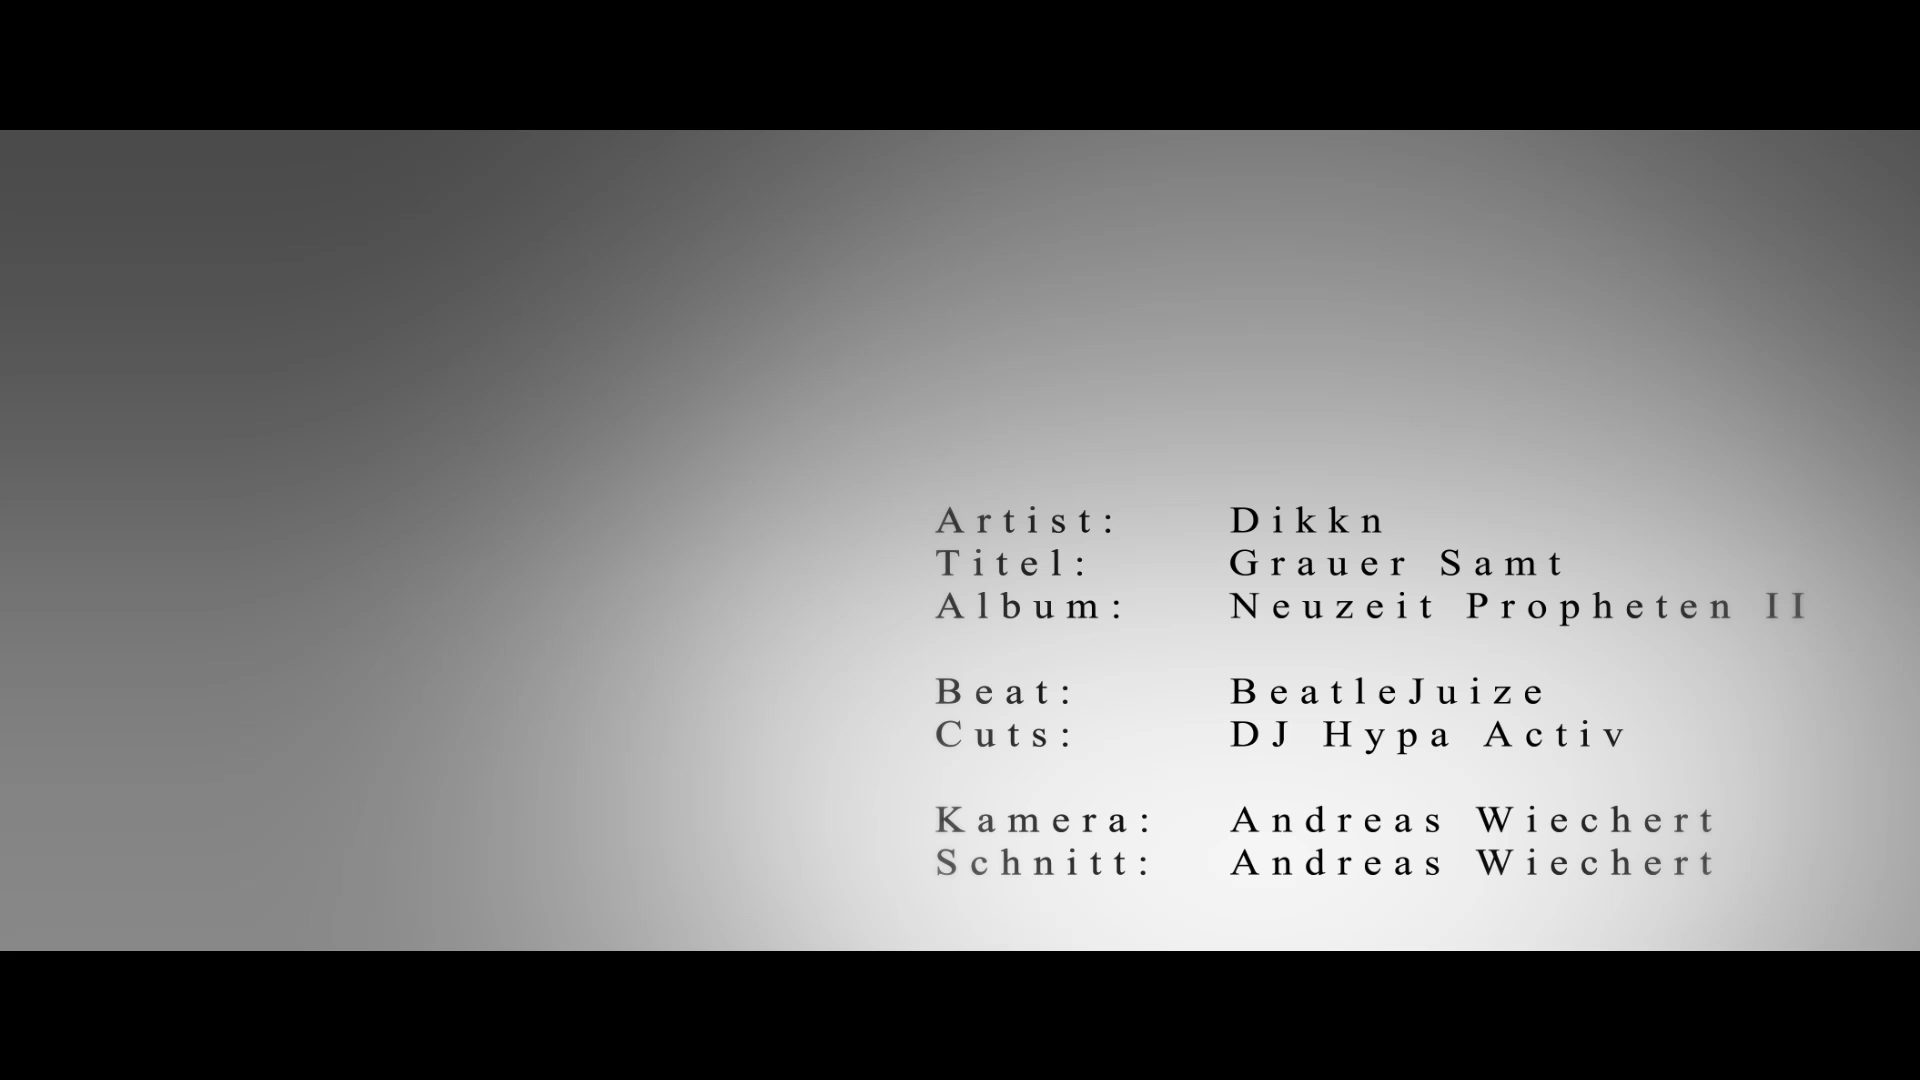 Artist: Dikkn
Titel: Grauer Samt
Album: Neuzeit Propheten II
Beat: BeatleJuize
Cuts: DJ Hypa Activ
Kamera: Andreas Wiechert
Schnitt: Andreas Wiechert